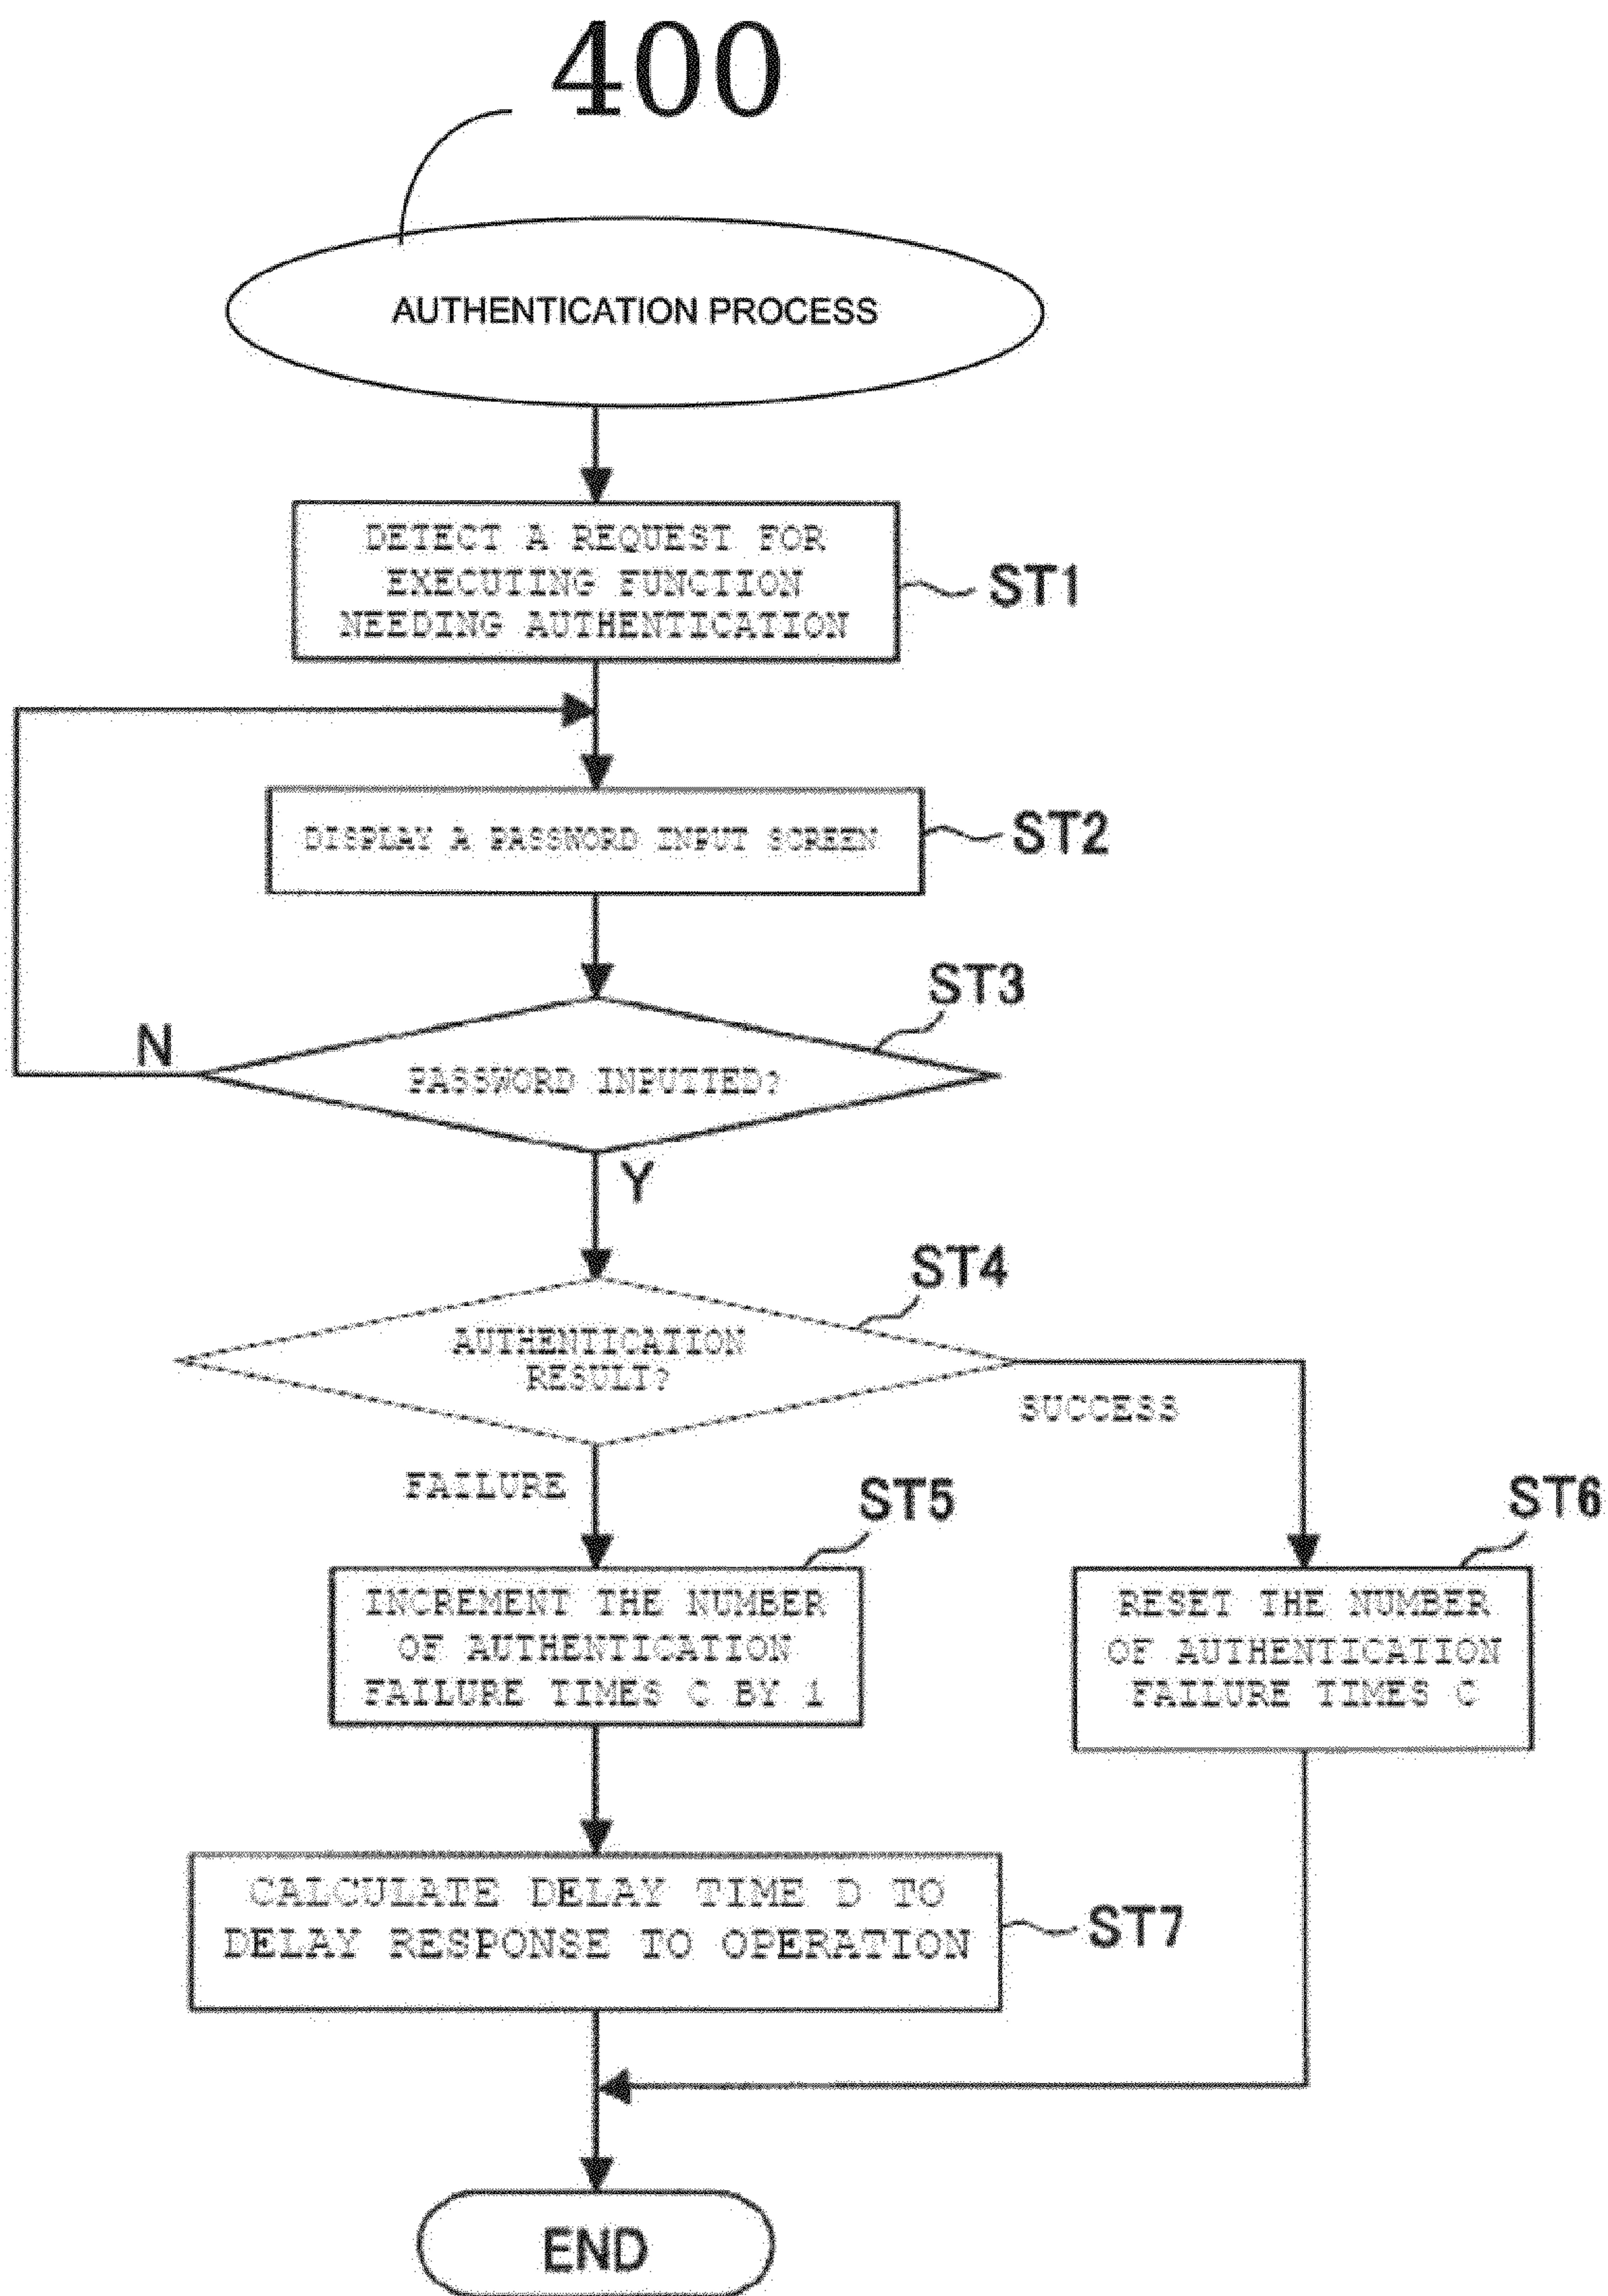 400
AUTHENTICATION PROCESS
DETECT A REQUEST FOR
EXECUTING FUNCTION
NEEDING AUTHENTICATION
ST1
DISPLAY A PASSWORD INPUT SCREEN
ST2
ST3
N
PASSWORD INPUTTED?
Y
ST4
AUTHENTICATION
RESULT?
SUCCESS
FAILURE
ST5
ST6
INCREMENT THE NUMBER
OF AUTHENTICATION
FAILURE TIMES C BY 1
RESET THE NUMBER
OF AUTHENTICATION
FAILURE TIMES C
CALCULATE DELAY TIME D TO
DELAY RESPONSE TO OPERATION
ST7
END